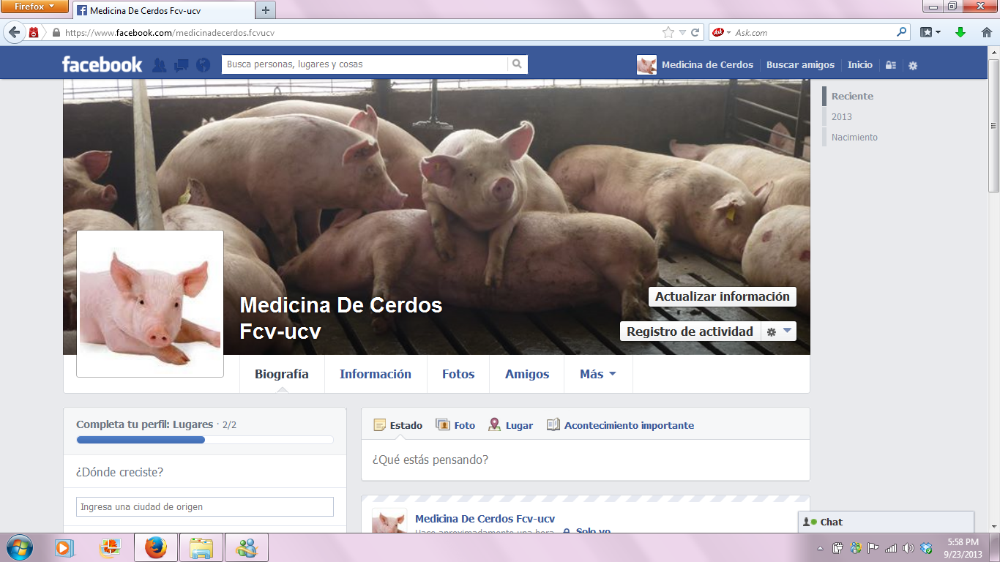 Firefox
Medicina De Cerdos Fcv-ucv
https://www.facebook.com/medicinadecerdos.fcvucv
Ask
Ask.com
facebook
Busca personas, lugares y cosas
Medicina de Cerdos
Buscar amigos
Inicio
Reciente
2013
Nacimiento
Medicina De Cerdos
Fcv-ucv
Actualizar información
Registro de actividad
Biografía
Información
Fotos
Amigos
Más
Completa tu perfil: Lugares · 2/2
¿Dónde creciste?
Ingresa una ciudad de origen
Estado
Foto
Lugar
Acontecimiento importante
¿Qué estás pensando?
Medicina De Cerdos Fcv-ucv
Hace aproximadamente una hora
Solo yo
Chat
5:58 PM
9/23/2013